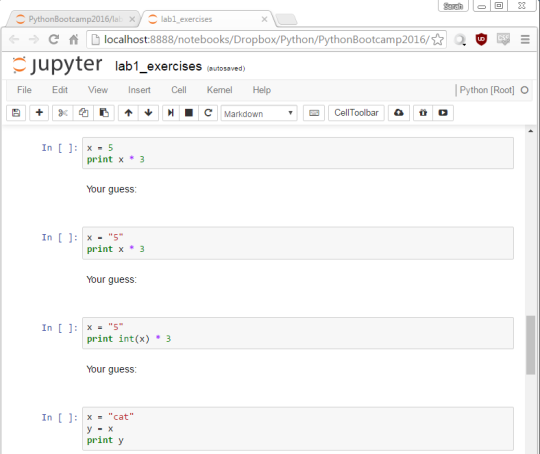 Sarah
PythonBootcamp2016/lab
lab1_exercises
localhost:8888/notebooks/Dropbox/Python/PythonBootcamp2016/
UD
jupyter lab1_exercises (autosaved)
File Edit View Insert Cell Kernel Help Python [Root]
Markdown CellToolbar
In [ ]: x = 5
print x * 3
Your guess:
In [ ]: x = "5"
print x * 3
Your guess:
In [ ]: x = "5"
print int(x) * 3
Your guess:
In [ ]: x = "cat"
y = x
print y